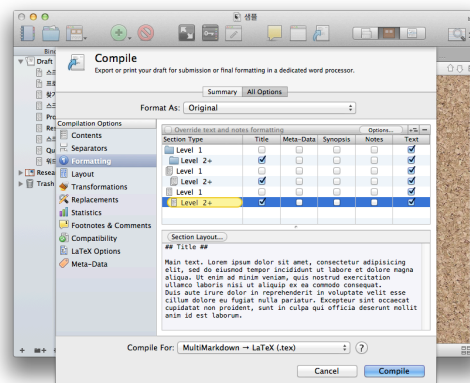 샘플
Compile
Export or print your draft for submission or final formatting in a dedicated word processor.
Summary
All Options
Format As:
Original
Draft
Trash
Compilation Options
Contents
Separators
Formatting
Layout
Transformations
Replacements
Statistics
Footnotes & Comments
Compatibility
LaTeX Options
Meta-Data
Override text and notes formatting
Options...
Section Type Title Meta-Data Synopsis Notes Text
Level 1
Level 2+
Level 1
Level 2+
Level 1
Level 2+
Section Layout...
## Title ##
Main text. Lorem ipsum dolor sit amet, consectetur adipisicing
elit, sed do eiusmod tempor incididunt ut labore et dolore magna
aliqua. Ut enim ad minim veniam, quis nostrud exercitation
ullamco laboris nisi ut aliquip ex ea commodo consequat.
Duis aute irure dolor in reprehenderit in voluptate velit esse
cillum dolore eu fugiat nulla pariatur. Excepteur sint occaecat
cupidatat non proident, sunt in culpa qui officia deserunt mollit
anim id est laborum.
Compile For:
MultiMarkdown → LaTeX (.tex)
?
Cancel
Compile